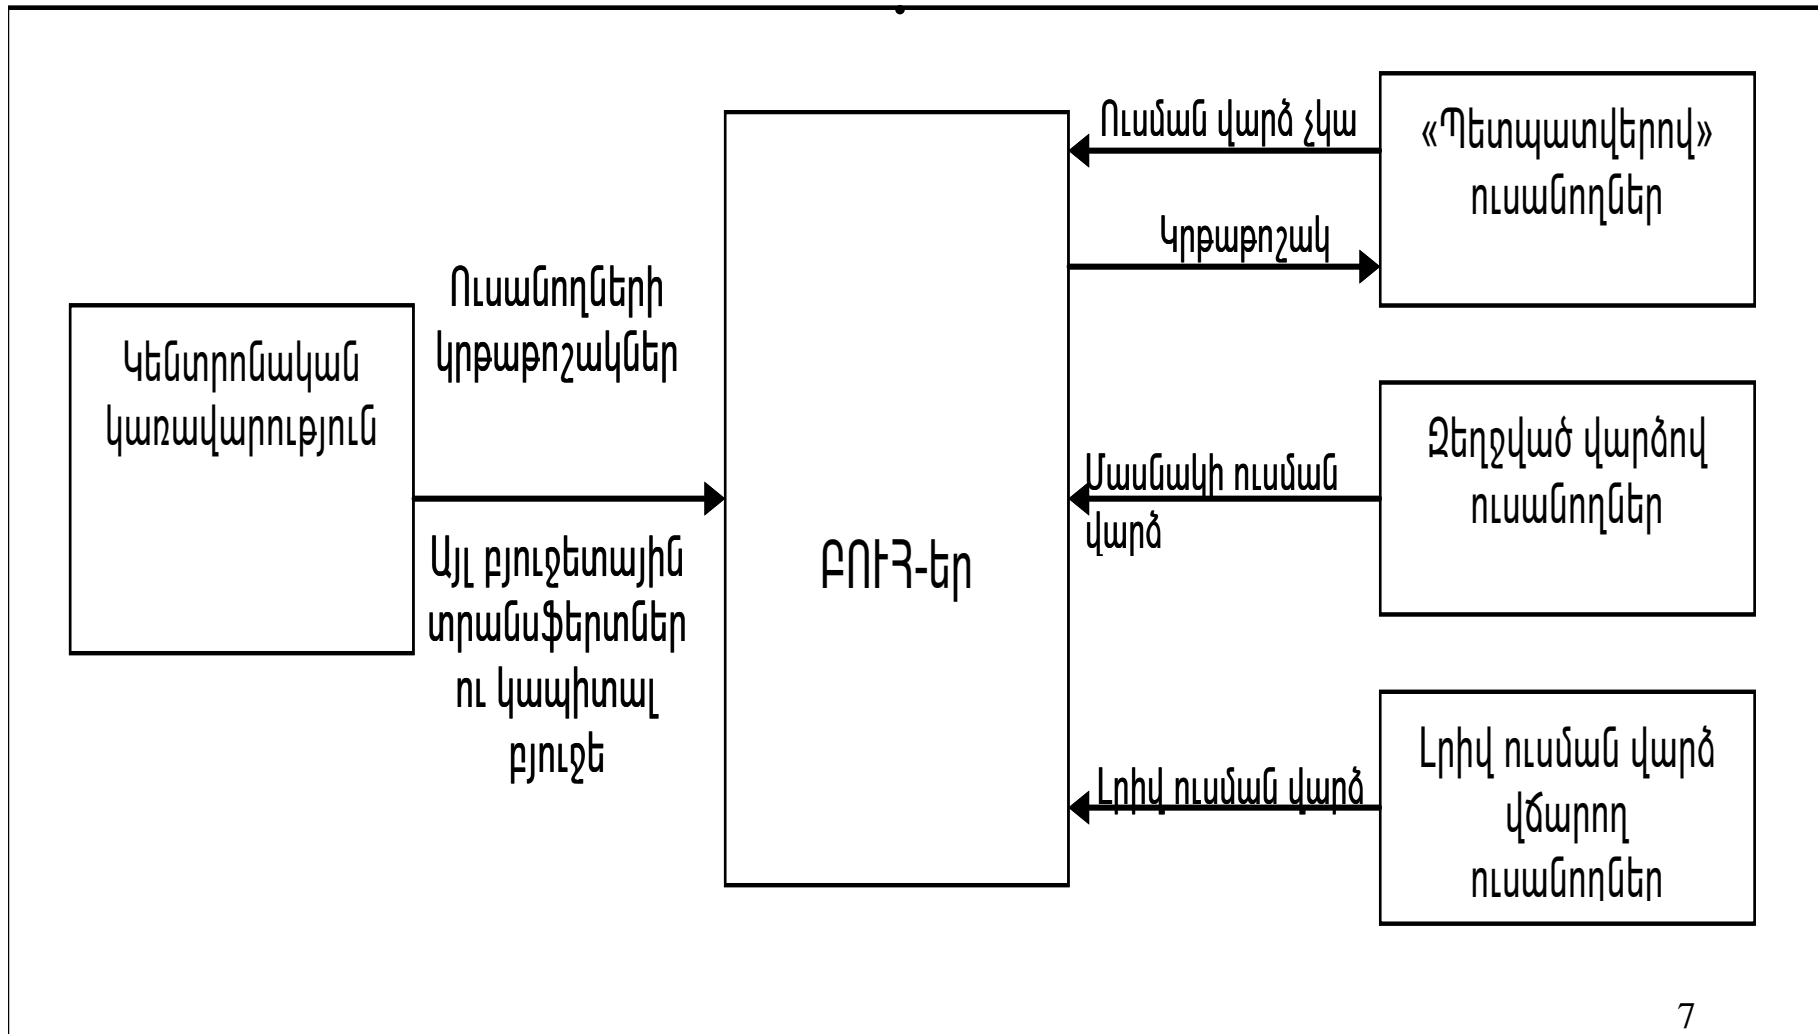 Կենտրոնական
կառավարություն
Ուսանողների
կրթաթոշակներ
Այլ բյուջետային
տրանսֆերտներ
ու կապիտալ
բյուջե
ԲՈՒՀ-եր
Ուսման վարձ չկա
Կրթաթոշակ
«Պետպատվերով»
ուսանողներ
Մասնակի ուսման
վարձ
Զեղչված վարձով
ուսանողներ
Լրիվ ուսման վարձ
Լրիվ ուսման վարձ
վճարող
ուսանողներ
7